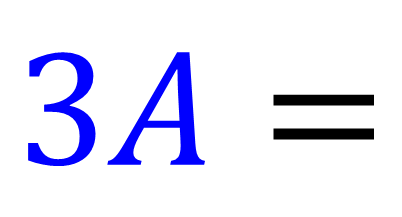 3A =